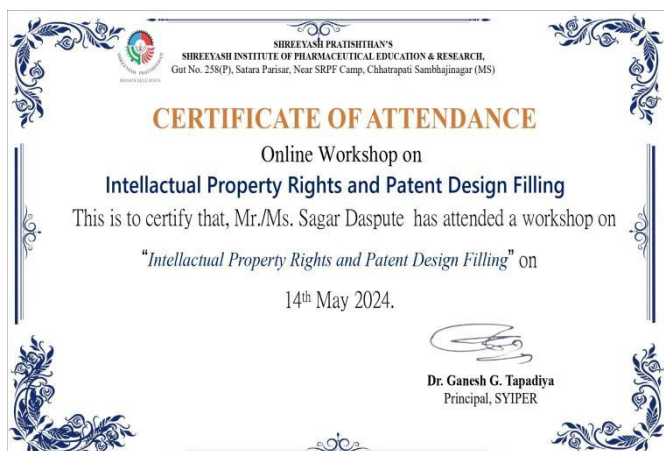 SHREEYASH PRATISHTHAN'S
SHREEYASH INSTITUTE OF PHARMACEUTICAL EDUCATION & RESEARCH,
Gut No. 258(P), Satara Parisar, Near SRPF Camp, Chhatrapati Sambhajinagar (MS)
SHREEYASH PRATISHTHAN
CERTIFICATE OF ATTENDANCE
Online Workshop on
Intellactual Property Rights and Patent Design Filling
This is to certify that, Mr./Ms. Sagar Daspute has attended a workshop on
“Intellactual Property Rights and Patent Design Filling” on
14th May 2024.
Dr. Ganesh G. Tapadiya
Principal, SYIPER